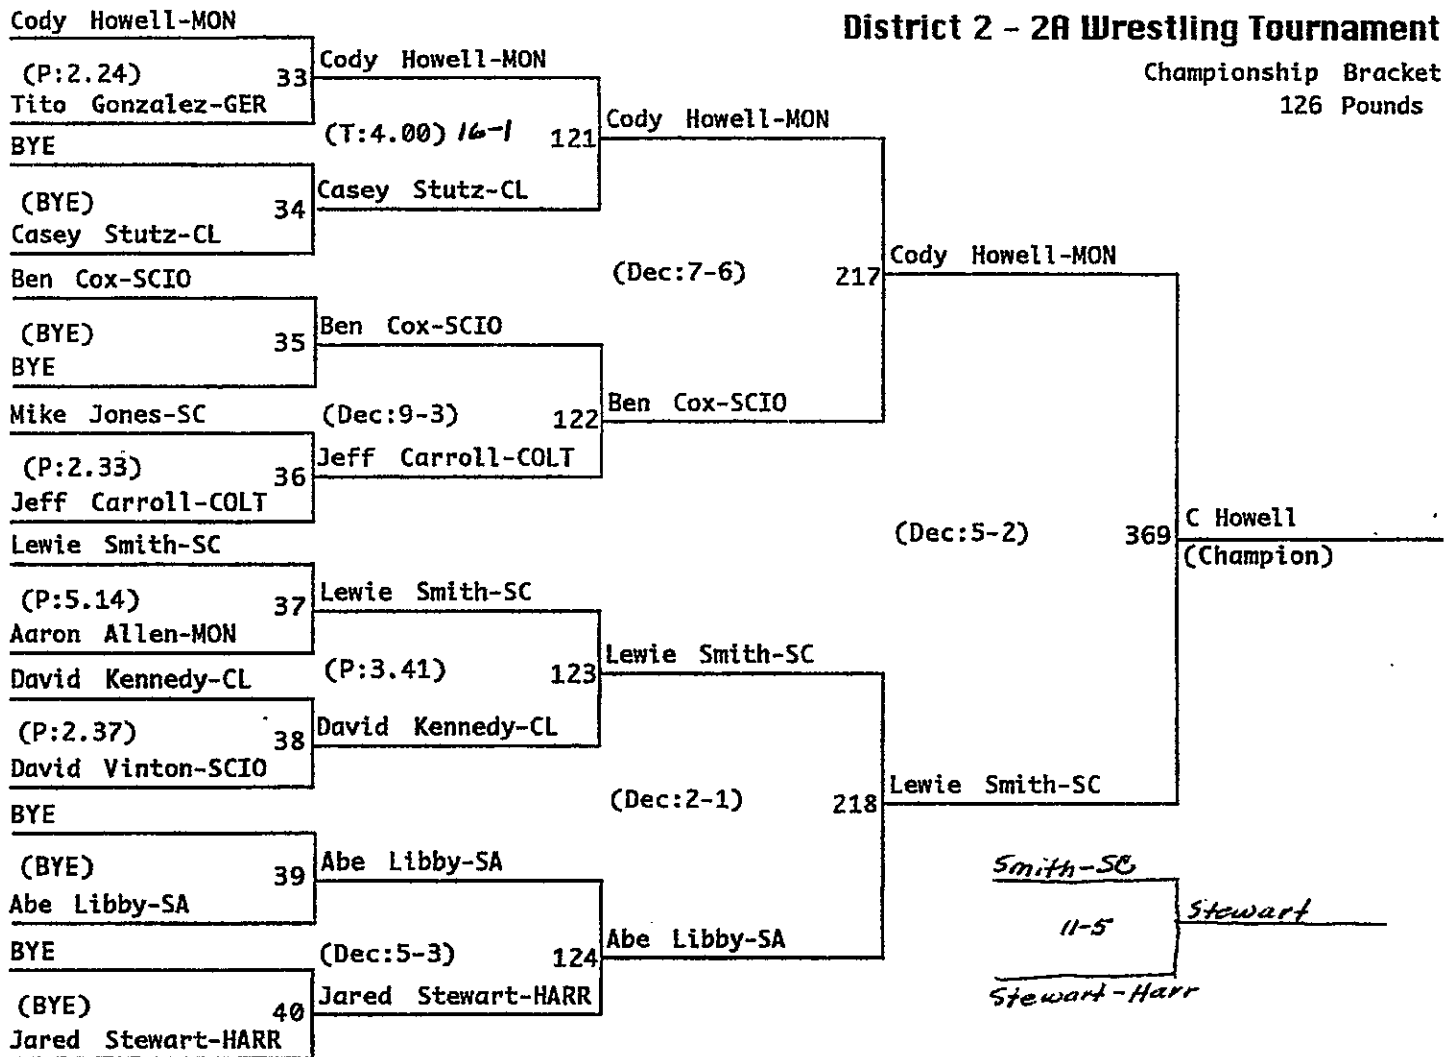 District 2 - 2A Wrestling Tournament
Championship Bracket
126 Pounds
Cody Howell-MON
(P:2.24) 33
Tito Gonzalez-GER
BYE
(BYE) 34
Casey Stutz-CL
Ben Cox-SCIO
(BYE) 35
BYE
Mike Jones-SC
(P:2.33) 36
Jeff Carroll-COLT
Lewie Smith-SC
(P:5.14) 37
Aaron Allen-MON
David Kennedy-CL
(P:2.37) 38
David Vinton-SCIO
BYE
(BYE) 39
Abe Libby-SA
BYE
(BYE) 40
Jared Stewart-HARR
Cody Howell-MON
(T:4.00) 16-1 121
Casey Stutz-CL
Ben Cox-SCIO
(Dec:9-3) 122
Jeff Carroll-COLT
Lewie Smith-SC
(P:3.41) 123
David Kennedy-CL
Abe Libby-SA
(Dec:5-3) 124
Jared Stewart-HARR
Cody Howell-MON
(Dec:7-6) 217
Ben Cox-SCIO
Lewie Smith-SC
(Dec:2-1) 218
Abe Libby-SA
Cody Howell-MON
(Dec:5-2) 369
Lewie Smith-SC
C Howell
(Champion)
Smith-SC
11-5
Stewart-Harr
Stewart